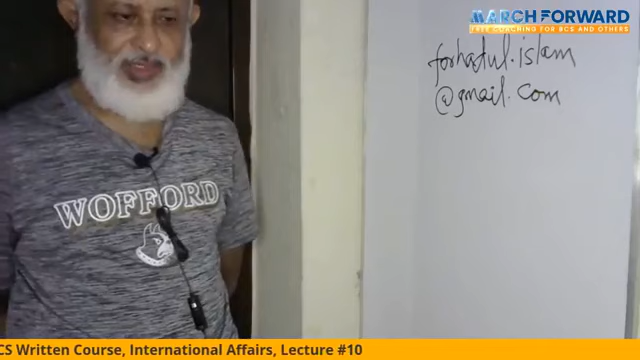 MARCH FORWARD
FREE COACHING FOR BCS AND OTHERS
forhadul.islam
@gmail.com
WOFFORD
CS Written Course, International Affairs, Lecture #10